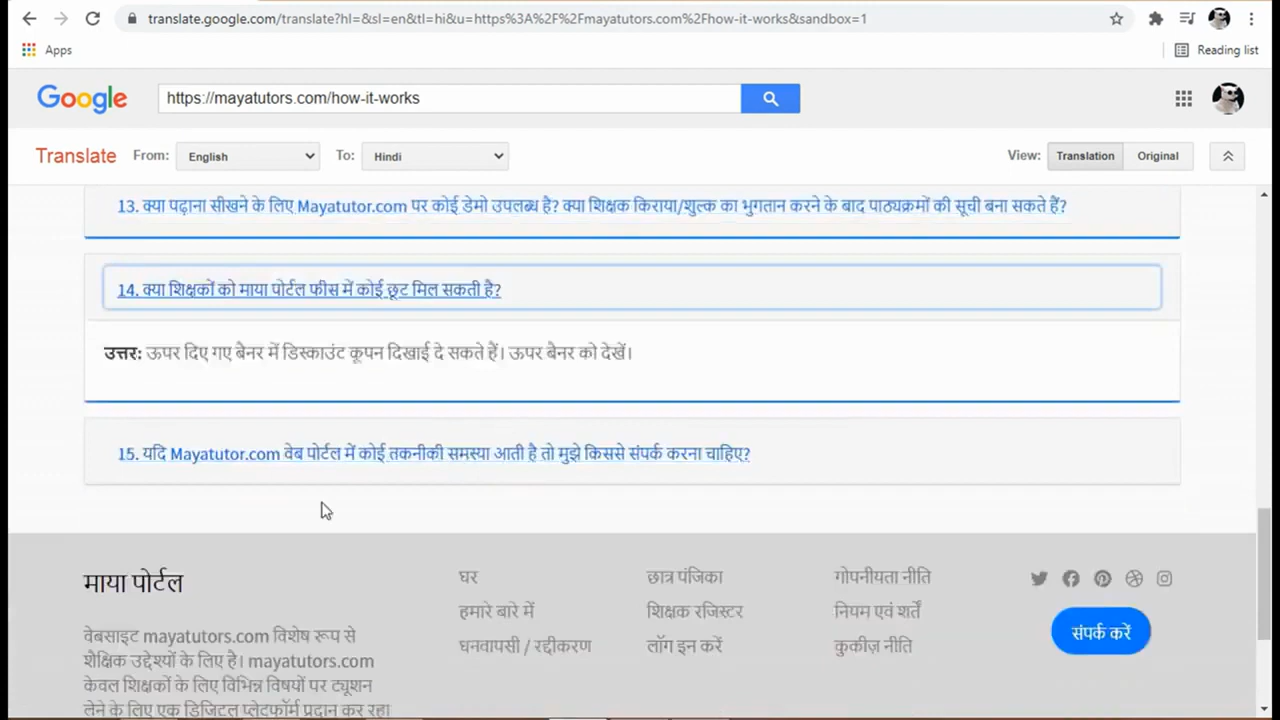 translate.google.com/translate?hl=&sl=en&tl=hi&u=https%3A%2F%2Fmayatutors.com%2Fhow-it-works&sandbox=1
Apps
Reading list
Google
https://mayatutors.com/how-it-works
Translate From: English To: Hindi View: Translation Original
13. क्या पढ़ाना सीखने के लिए Mayatutor.com पर कोई डेमो उपलब्ध है? क्या शिक्षक किराया/शुल्क का भुगतान करने के बाद पाठ्यक्रमों की सूची बना सकते हैं?
14. क्या शिक्षकों को माया पोर्टल फीस में कोई छूट मिल सकती है?
उत्तर: ऊपर दिए गए बैनर में डिस्काउंट कूपन दिखाई दे सकते हैं। ऊपर बैनर को देखें।
15. यदि Mayatutor.com वेब पोर्टल में कोई तकनीकी समस्या आती है तो मुझे किससे संपर्क करना चाहिए?
माया पोर्टल
वेबसाइट mayatutors.com विशेष रूप से
शैक्षिक उद्देश्यों के लिए है। mayatutors.com
केवल शिक्षकों के लिए विभिन्न विषयों पर ट्यूशन
लेने के लिए एक डिजिटल प्लेटफॉर्म प्रदान कर रहा
घर
हमारे बारे में
धनवापसी / रद्दीकरण
छात्र पंजिका
शिक्षक रजिस्टर
लॉग इन करें
गोपनीयता नीति
नियम एवं शर्तें
कुकीज़ नीति
संपर्क करें